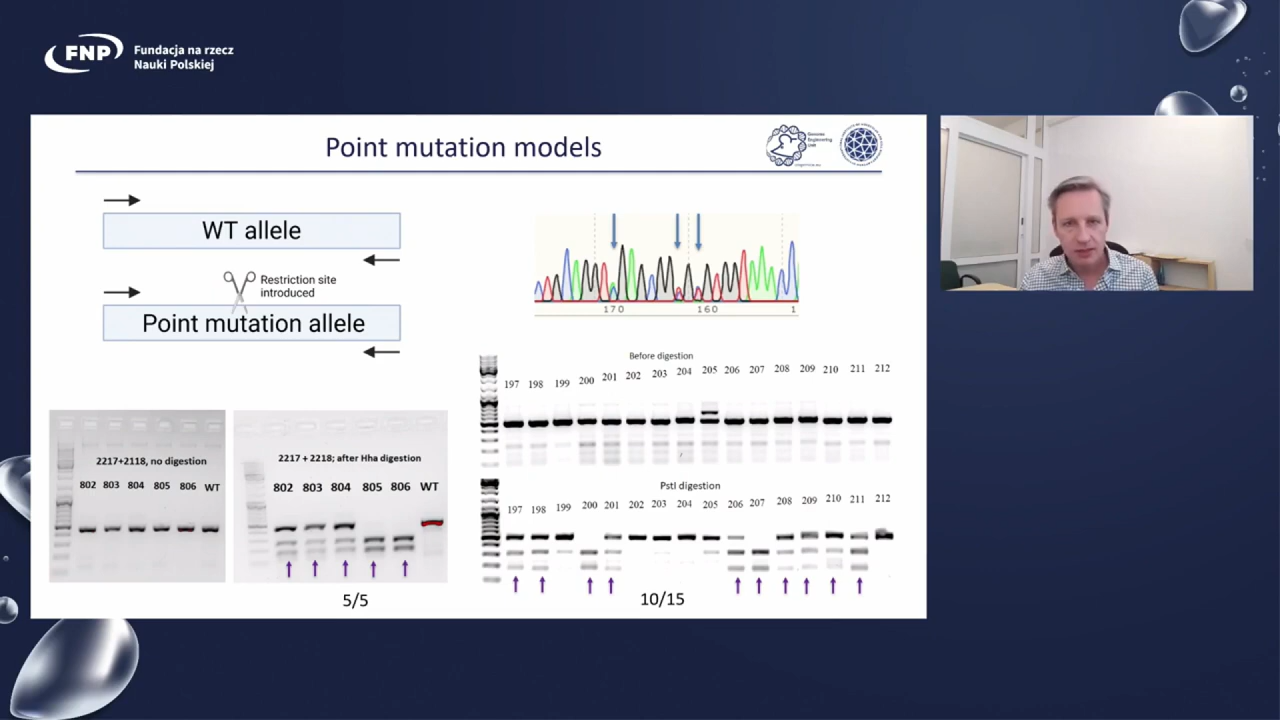 FNP
Fundacja na rzecz
Nauki Polskiej
Point mutation models
Genome
Engineering
Unit
WT allele
Restriction site
introduced
Point mutation allele
170 160 1
Before digestion
197 198 199 200 201 202 203 204 205 206 207 208 209 210 211 212
PstI digestion
197 198 199 200 201 202 203 204 205 206 207 208 209 210 211 212
10/15
2217+2118, no digestion
802 803 804 805 806 WT
2217 + 2218; after Hha digestion
802 803 804 805 806 WT
5/5